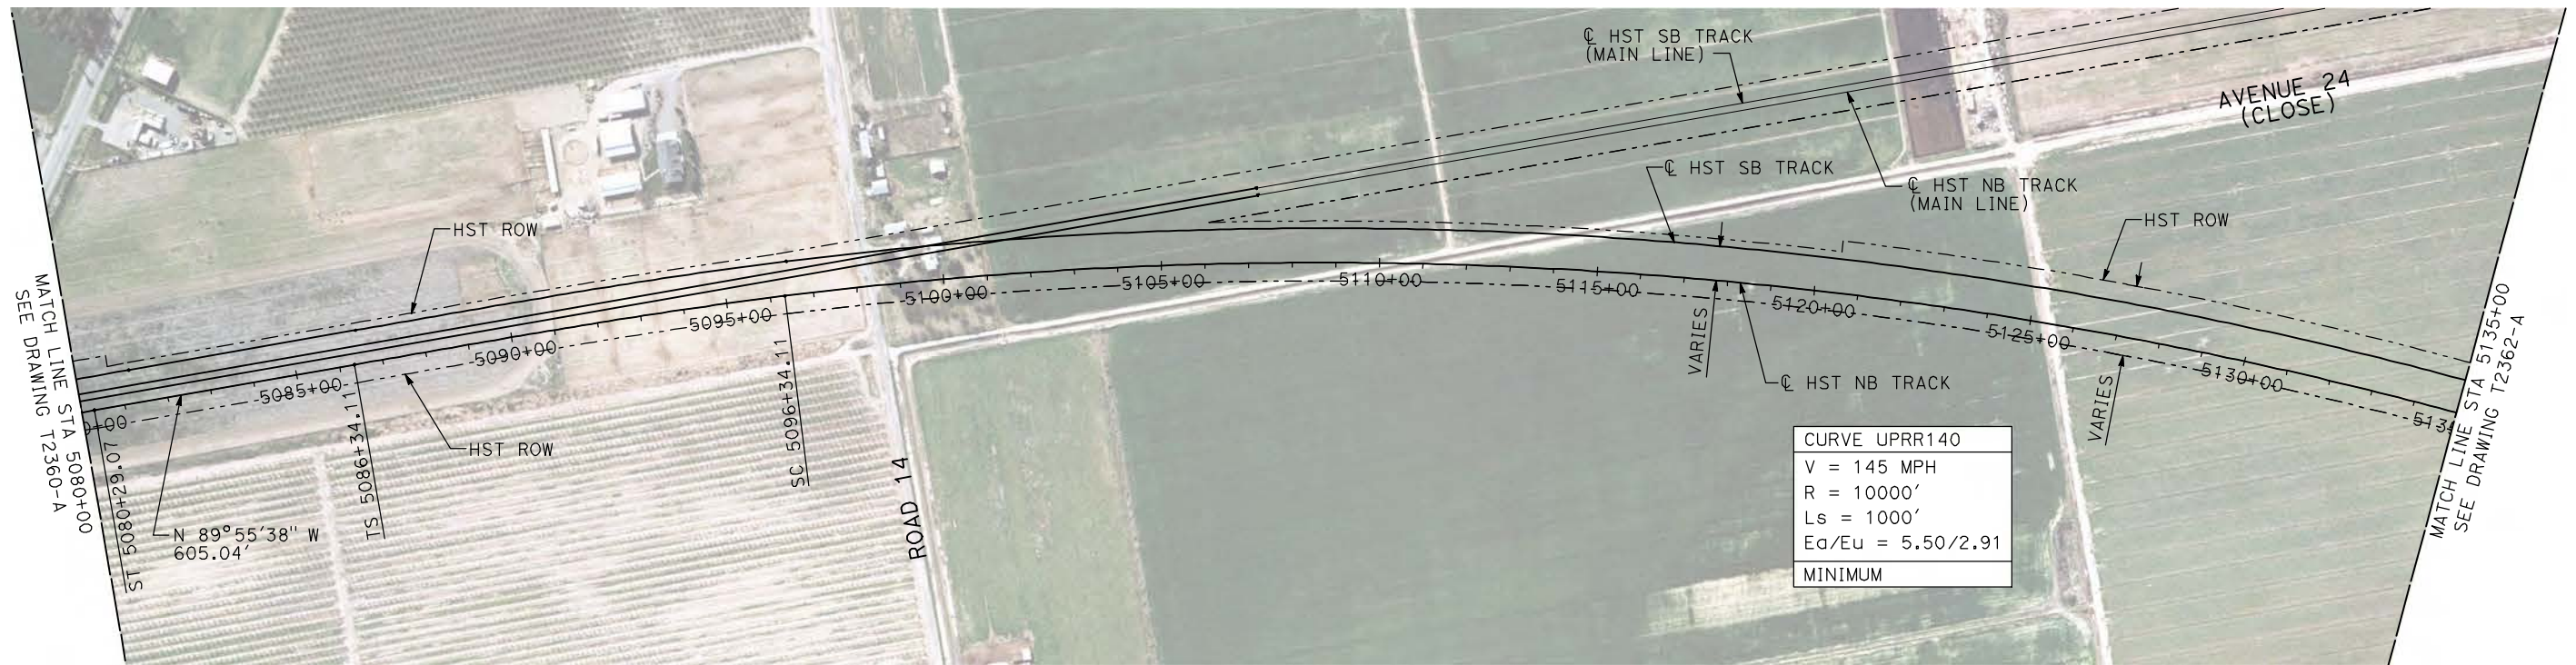 ℄ HST SB TRACK
(MAIN LINE)
AVENUE 24
(CLOSE)
℄ HST SB TRACK
℄ HST NB TRACK
(MAIN LINE)
HST ROW
HST ROW
MATCH LINE STA 5080+00
SEE DRAWING T2360-A
0+00
5085+00
5090+00
5095+00
5100+00
5105+00
5110+00
5115+00
5120+00
5125+00
5130+00
513
ST 5080+29.07
N 89°55'38" W
605.04'
TS 5086+34.11
HST ROW
SC 5096+34.11
ROAD 14
VARIES
℄ HST NB TRACK
VARIES
CURVE UPRR140
V = 145 MPH
R = 10000'
Ls = 1000'
Ea/Eu = 5.50/2.91
MINIMUM
MATCH LINE STA 5135+00
SEE DRAWING T2362-A